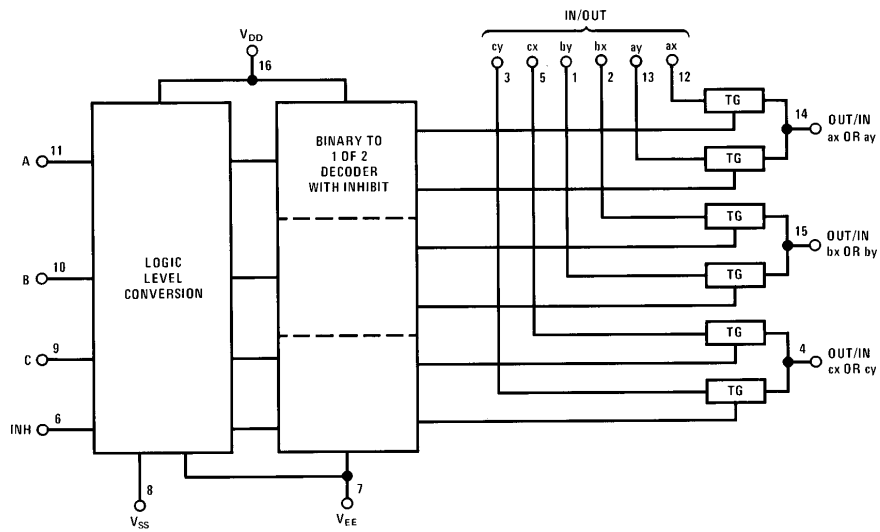 IN/OUT
cy cx by bx ay ax
3 5 1 2 13 12
VDD
16
A 11
B 10
C 9
INH 6
LOGIC
LEVEL
CONVERSION
BINARY TO
1 OF 2
DECODER
WITH INHIBIT
TG
TG
TG
TG
TG
TG
14
OUT/IN
ax OR ay
15
OUT/IN
bx OR by
4
OUT/IN
cx OR cy
8
VSS
7
VEE